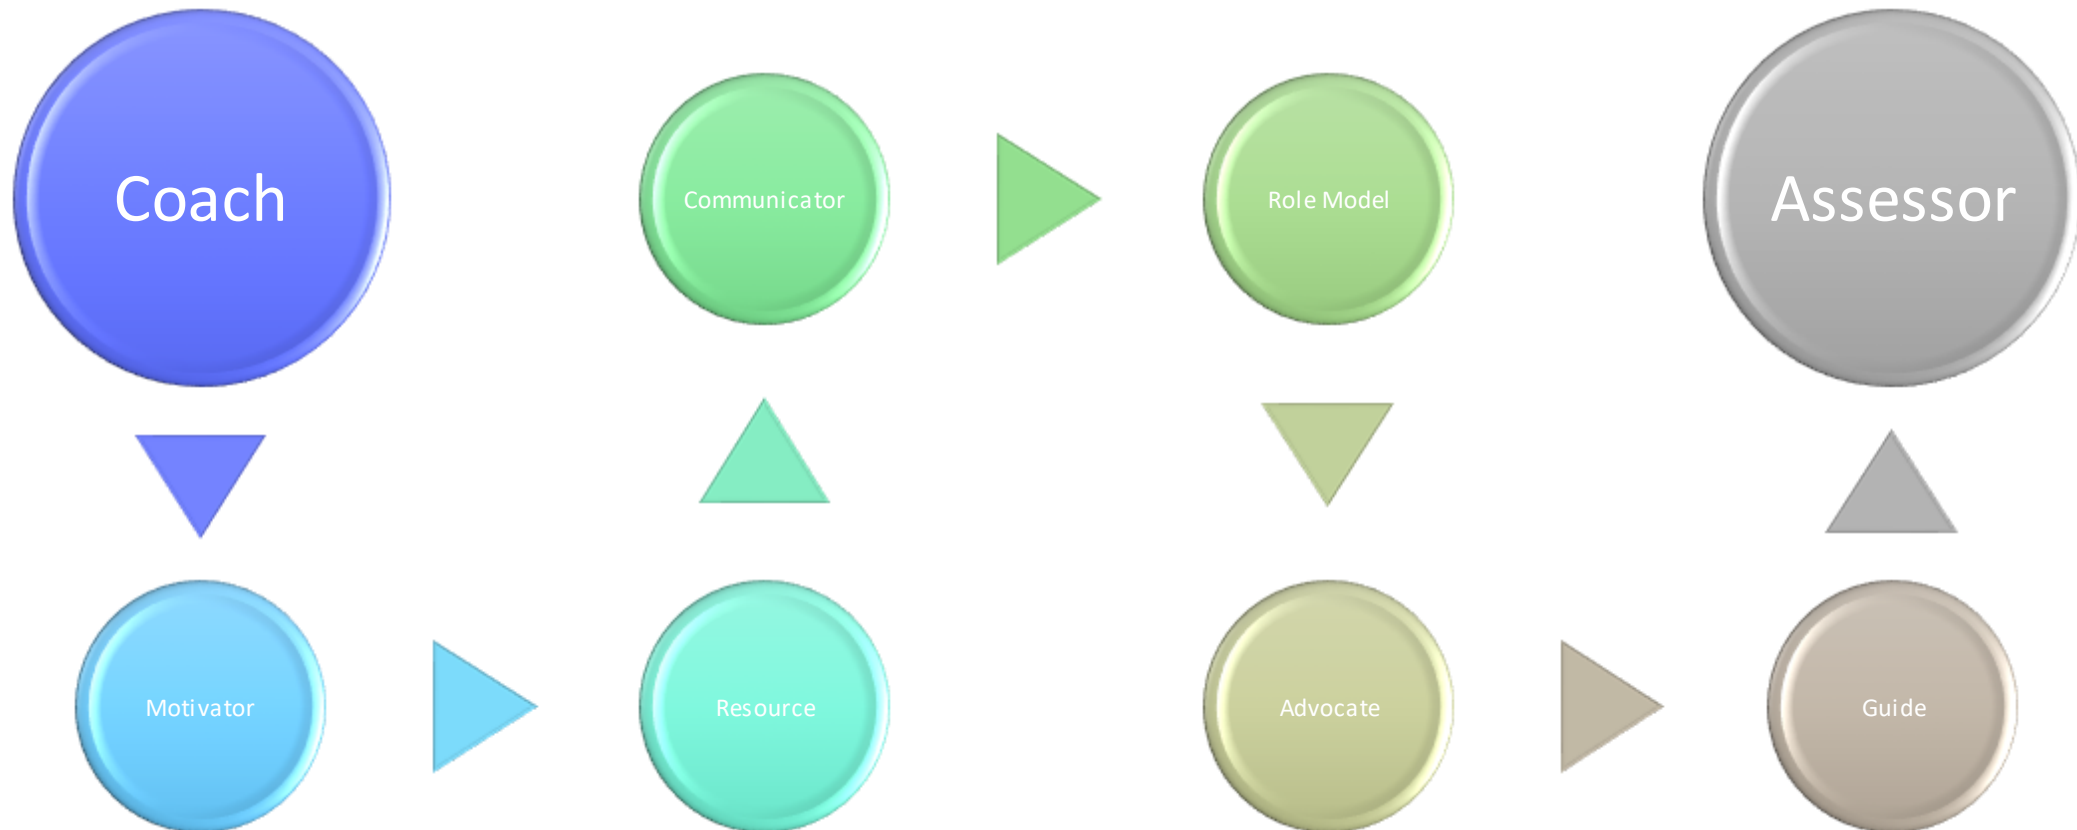 Coach
Motivator
Resource
Communicator
Role Model
Advocate
Guide
Assessor